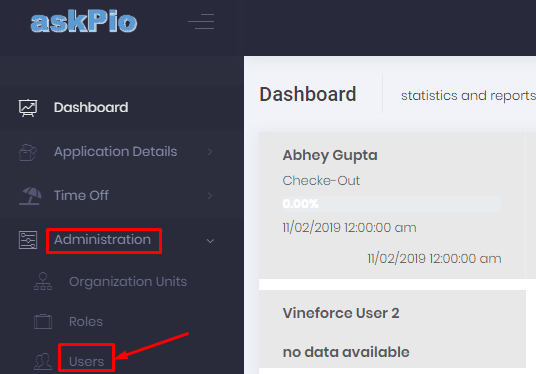 askPio
Dashboard
Application Details
Time Off
Administration
Organization Units
Roles
Users
Dashboard
statistics and reports
Abhey Gupta
Checke-Out
0.00%
11/02/2019 12:00:00 am
11/02/2019 12:00:00 am
Vineforce User 2
no data available